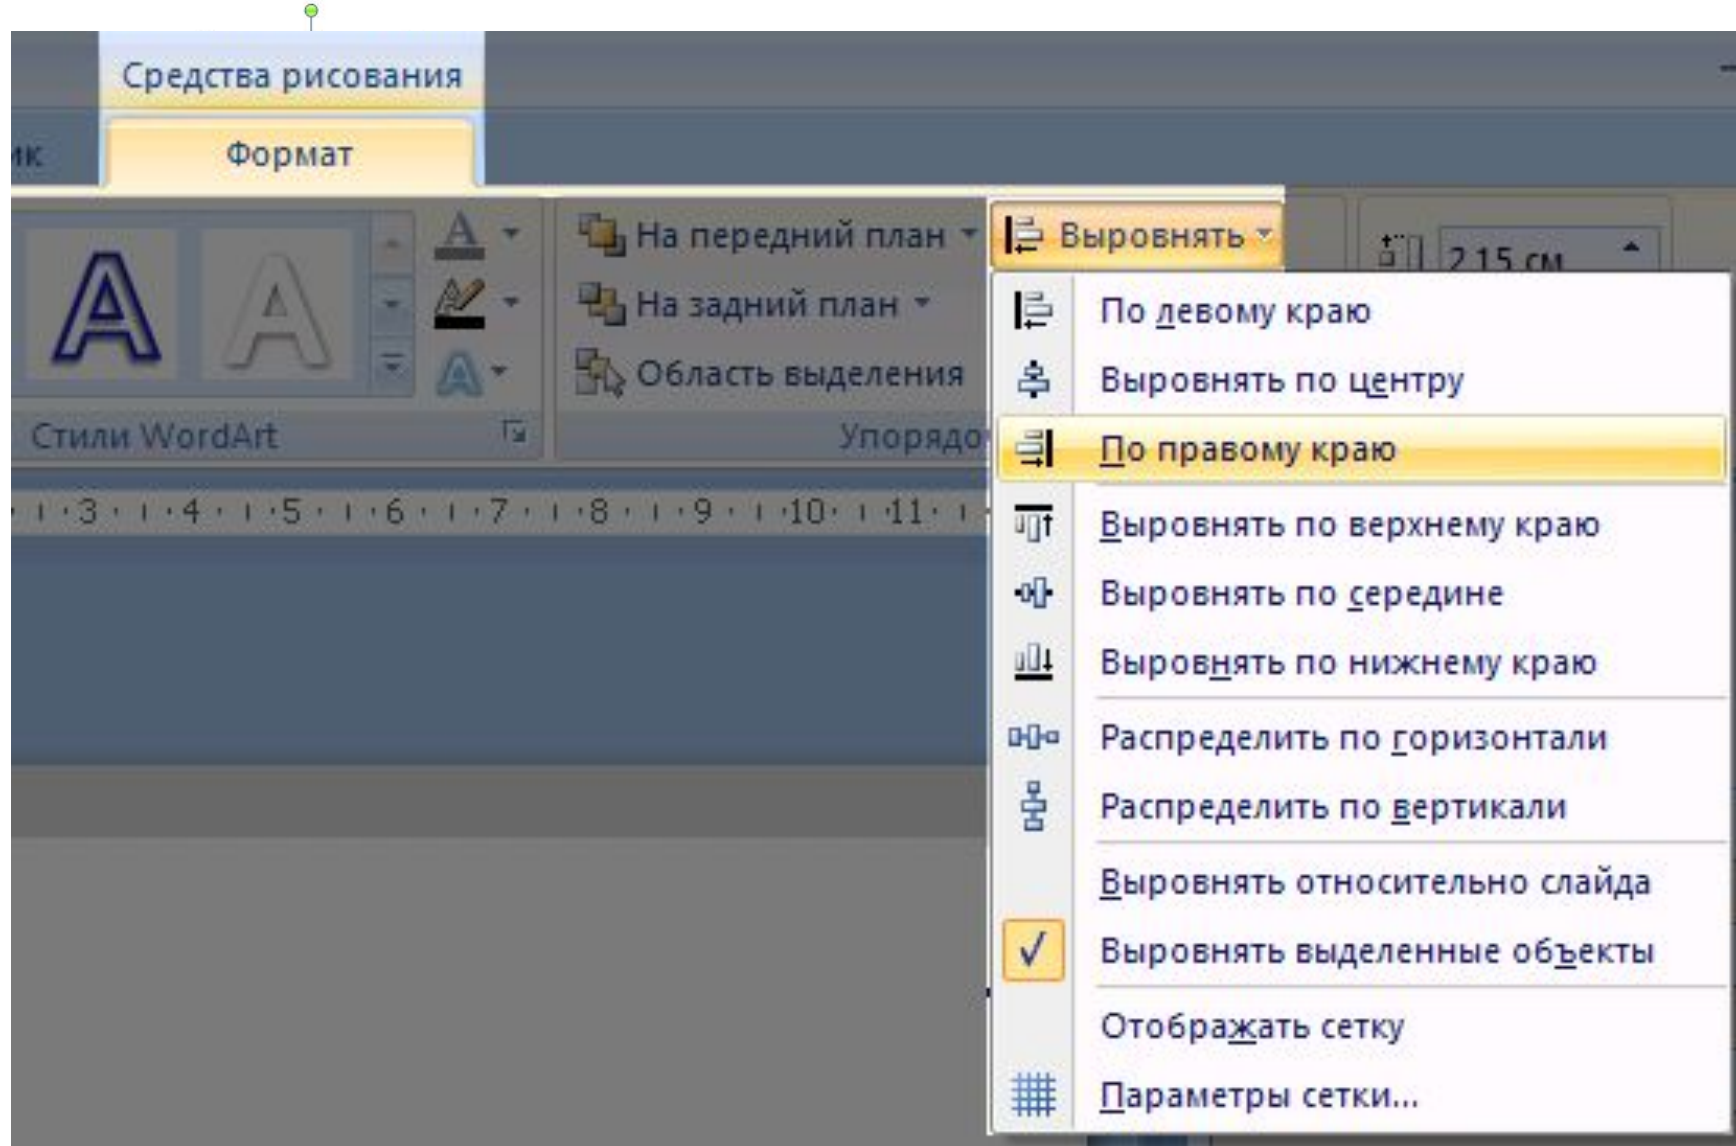 Средства рисования
ик Формат
На передний план Выровнять 2,15 см
На задний план
Область выделения
Стили WordArt Упорядо
3 4 5 6 7 8 9 10 11
По левому краю
Выровнять по центру
По правому краю
Выровнять по верхнему краю
Выровнять по середине
Выровнять по нижнему краю
Распределить по горизонтали
Распределить по вертикали
Выровнять относительно слайда
Выровнять выделенные объекты
Отображать сетку
Параметры сетки...